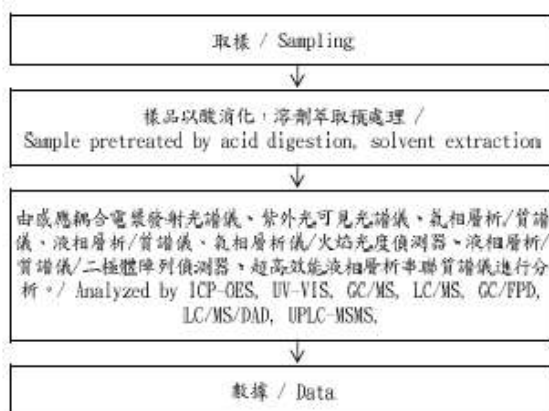 取樣 / Sampling
樣品以酸消化，溶劑萃取預處理 /
Sample pretreated by acid digestion, solvent extraction
由感應耦合電漿發射光譜儀、紫外光可見光譜儀、氣相層析/質譜
儀、液相層析/質譜儀、氣相層析儀/火焰光度偵測器、液相層析/
質譜儀/二極體陣列偵測器、超高效能液相層析串聯質譜儀進行分
析。/ Analyzed by ICP-OES, UV-VIS, GC/MS, LC/MS, GC/FPD,
LC/MS/DAD, UPLC-MSMS,
數據 / Data